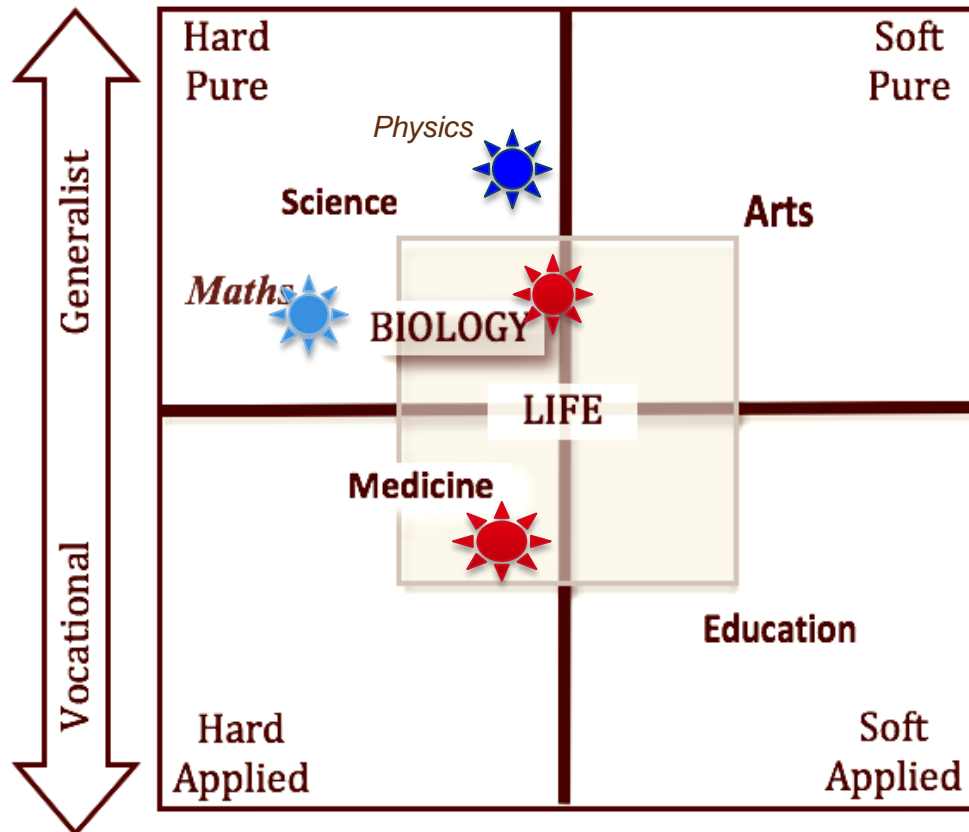 Hard
Pure
Soft
Pure
Physics
Generalist
Science
Arts
Maths
BIOLOGY
LIFE
Medicine
Vocational
Education
Hard
Applied
Soft
Applied